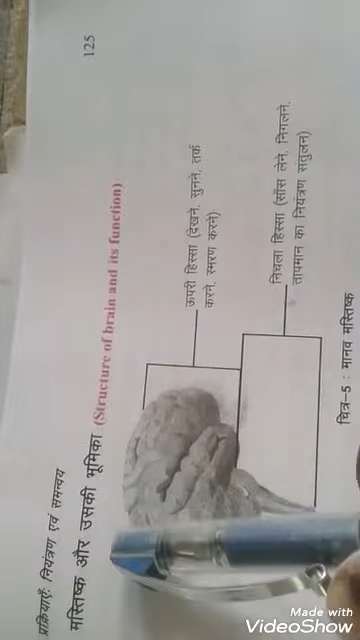 प्रक्रियाएँ: नियंत्रण एवं समन्वय
125
मस्तिष्क और उसकी भूमिका (Structure of brain and its function)
ऊपरी हिस्सा (देखने, सुनने, तर्क
करने, स्मरण करने)
निचला हिस्सा (साँस लेने, निगलने,
तापमान का नियंत्रण संतुलन)
चित्र-5 : मानव मस्तिष्क
Made with
VideoShow